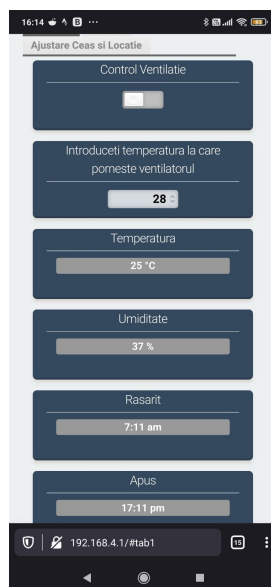 16:14
Ajustare Ceas si Locatie
Control Ventilatie
Introduceti temperatura la care
porneste ventilatorul
28
Temperatura
25 °C
Umiditate
37 %
Rasarit
7:11 am
Apus
17:11 pm
192.168.4.1/#tab1
15